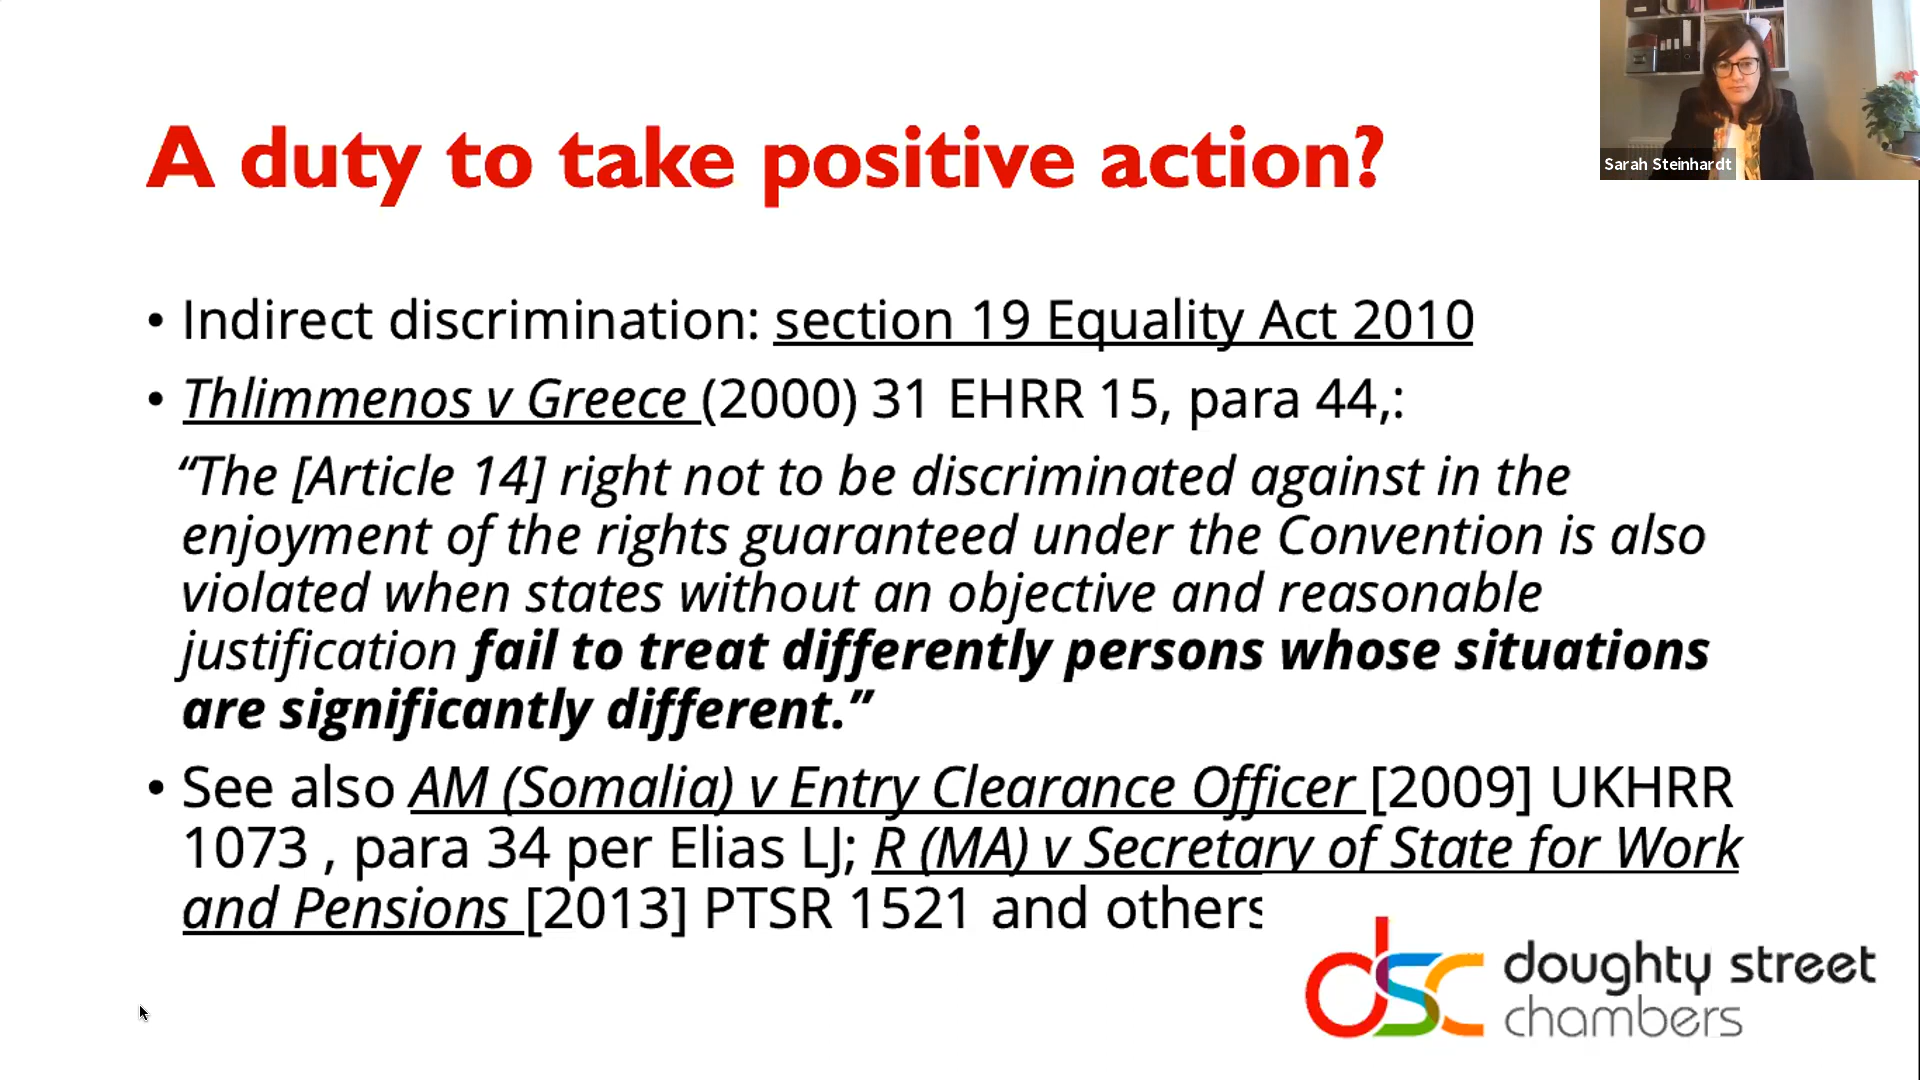 A duty to take positive action?
Sarah Steinhardt
• Indirect discrimination: section 19 Equality Act 2010
• Thlimmenos v Greece (2000) 31 EHRR 15, para 44,:
“The [Article 14] right not to be discriminated against in the
enjoyment of the rights guaranteed under the Convention is also
violated when states without an objective and reasonable
justification fail to treat differently persons whose situations
are significantly different.”
• See also AM (Somalia) v Entry Clearance Officer [2009] UKHRR
1073 , para 34 per Elias LJ; R (MA) v Secretary of State for Work
and Pensions [2013] PTSR 1521 and others
dsc doughty street
chambers